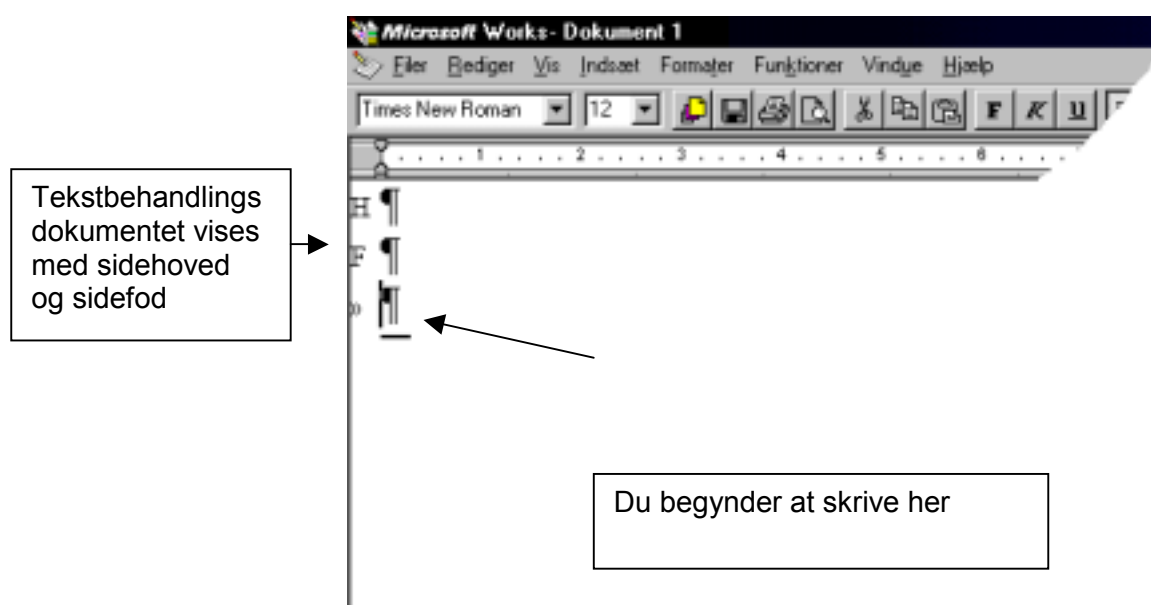 Microsoft Works - Dokument 1
Filer Rediger Vis Indsæt Formater Funktioner Vindue Hjælp
Times New Roman 12 F K U
1 2 3 4 5 6
Tekstbehandlings
dokumentet vises
med sidehoved
og sidefod
H ¶
F ¶
» ¶
Du begynder at skrive her